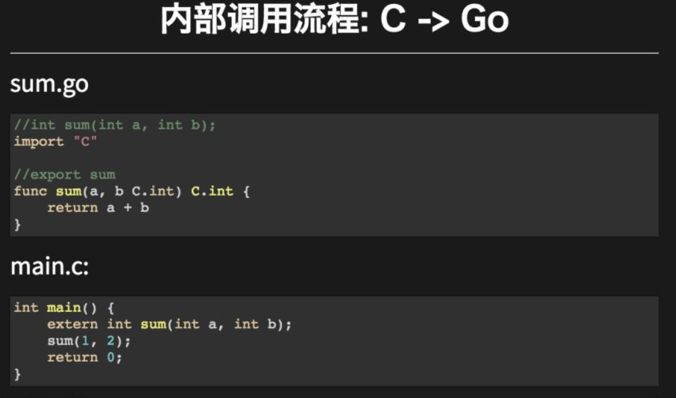 内部调用流程: C -> Go
sum.go
//int sum(int a, int b);
import "C"
//export sum
func sum(a, b C.int) C.int {
    return a + b
}
main.c:
int main() {
    extern int sum(int a, int b);
    sum(1, 2);
    return 0;
}